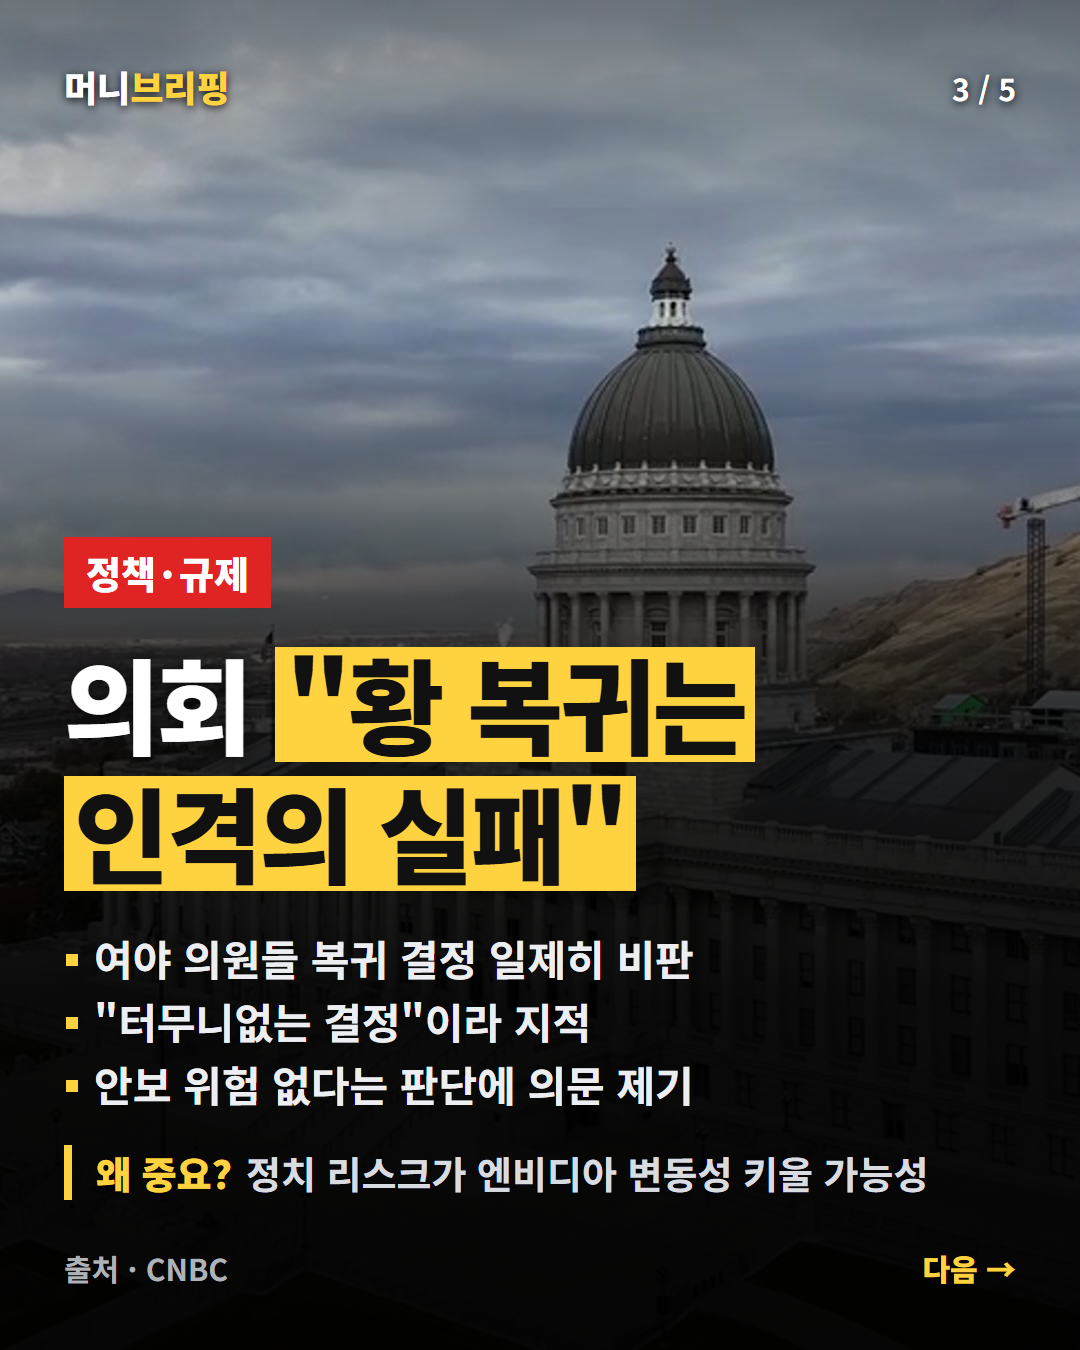 머니브리핑
3 / 5
정책·규제
의회 "황 복귀는
인격의 실패"
여야 의원들 복귀 결정 일제히 비판
"터무니없는 결정"이라 지적
안보 위험 없다는 판단에 의문 제기
왜 중요? 정치 리스크가 엔비디아 변동성 키울 가능성
출처 · CNBC
다음 →